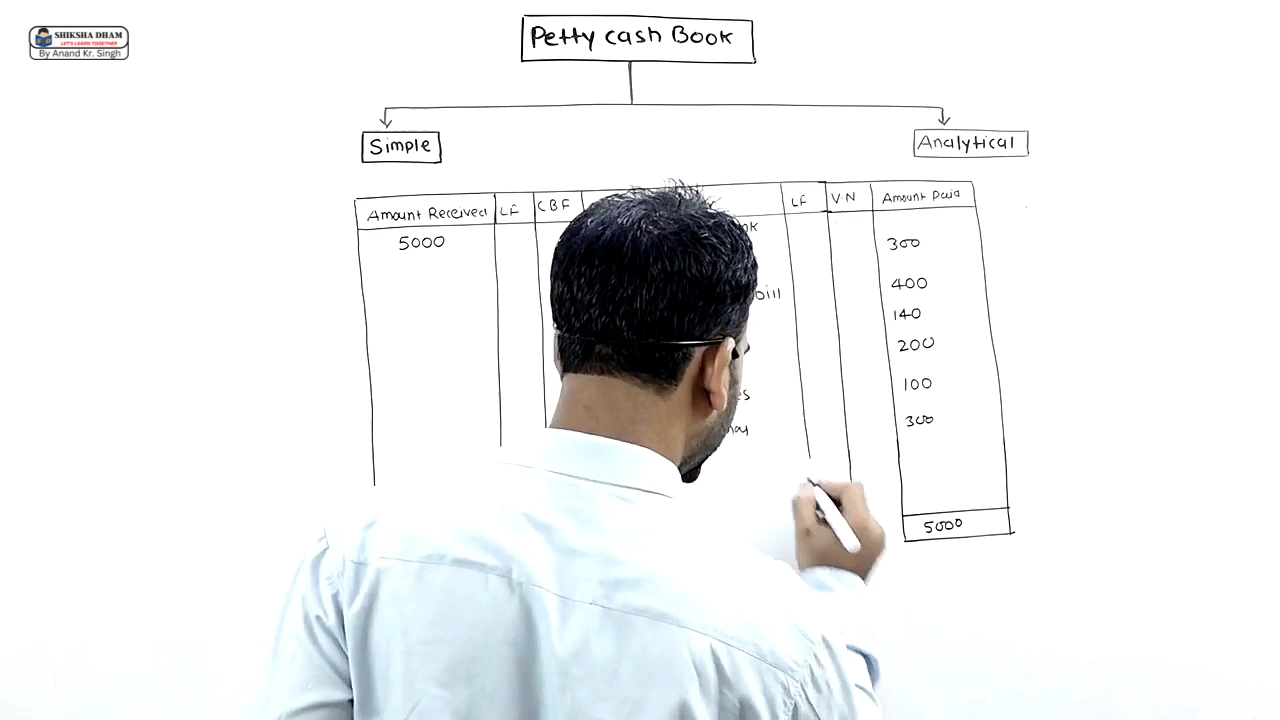 SHIKSHA DHAM
LET'S LEARN TOGETHER
By Anand Kr. Singh
Petty cash Book
Simple
Analytical
Amount Received LF CBF LF V.N Amount Paid
5000 300
400
140
200
100
300
5000